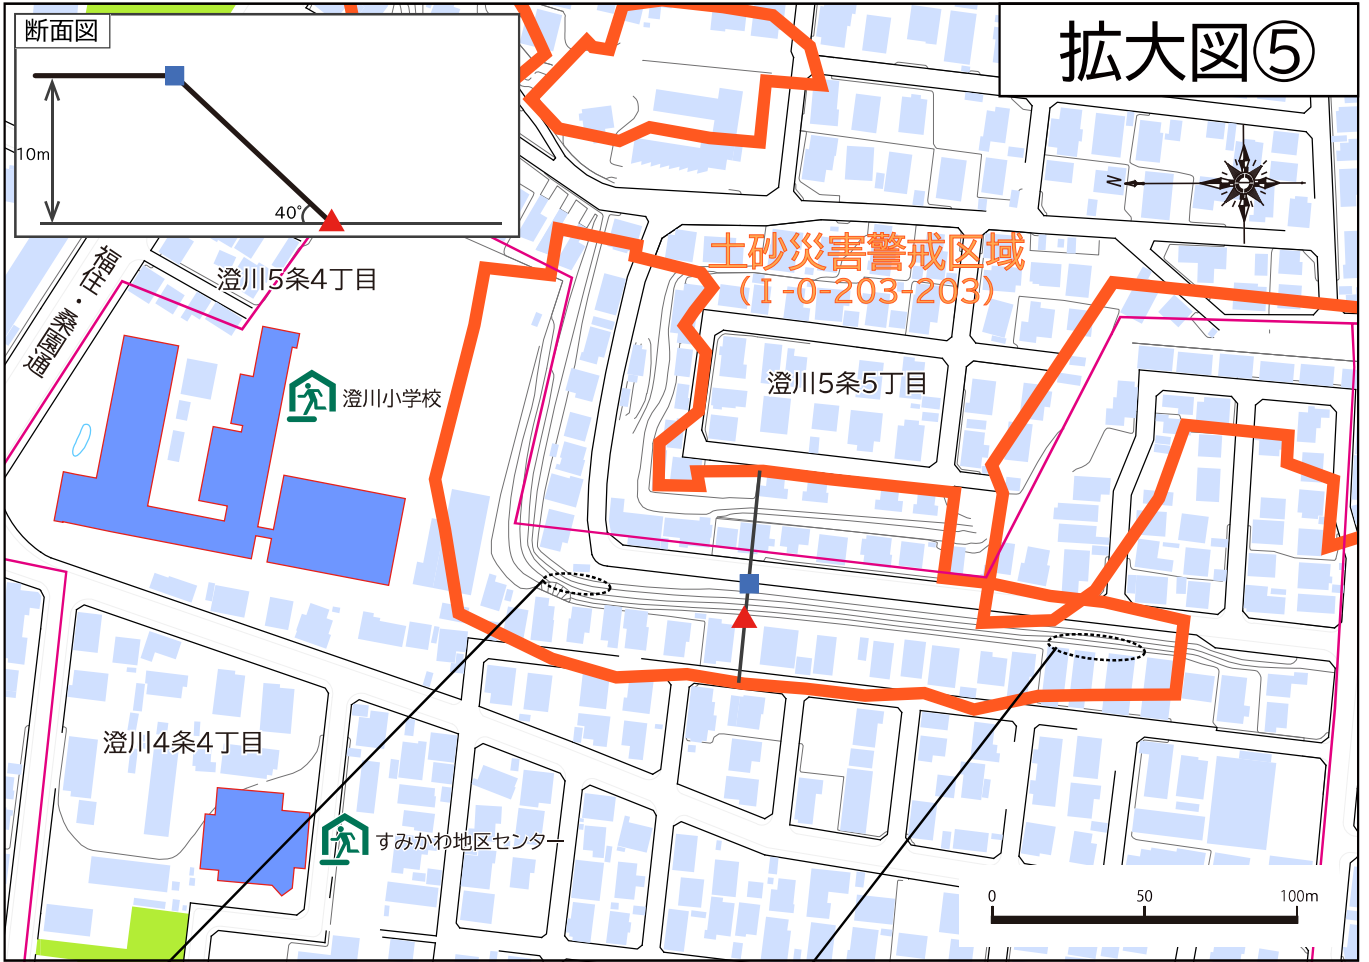 断面図
拡大図⑤
10m
40°
N
土砂災害警戒区域
(Ⅰ-0-203-203)
福住・桑園通
澄川5条4丁目
澄川5条5丁目
澄川小学校
澄川4条4丁目
すみかわ地区センター
0 50 100m